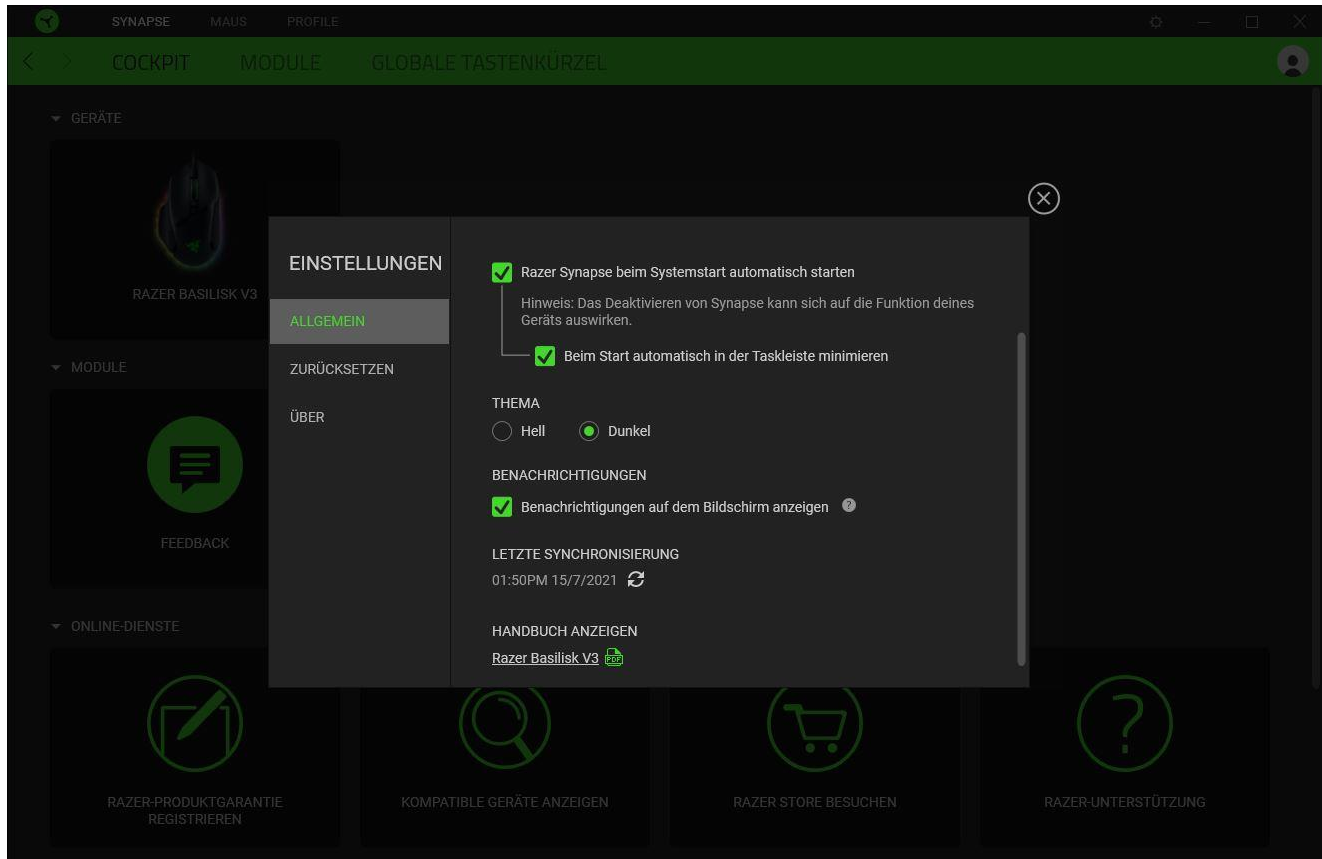 SYNAPSE MAUS PROFILE
COCKPIT MODULE GLOBALE TASTENKÜRZEL
GERÄTE
RAZER BASILISK V3
MODULE
FEEDBACK
ONLINE-DIENSTE
RAZER-PRODUKTGARANTIE
REGISTRIEREN
KOMPATIBLE GERÄTE ANZEIGEN
RAZER STORE BESUCHEN
RAZER-UNTERSTÜTZUNG
EINSTELLUNGEN
ALLGEMEIN
ZURÜCKSETZEN
ÜBER
Razer Synapse beim Systemstart automatisch starten
Hinweis: Das Deaktivieren von Synapse kann sich auf die Funktion deines
Geräts auswirken.
Beim Start automatisch in der Taskleiste minimieren
THEMA
Hell Dunkel
BENACHRICHTIGUNGEN
Benachrichtigungen auf dem Bildschirm anzeigen ?
LETZTE SYNCHRONISIERUNG
01:50PM 15/7/2021
HANDBUCH ANZEIGEN
Razer Basilisk V3 PDF